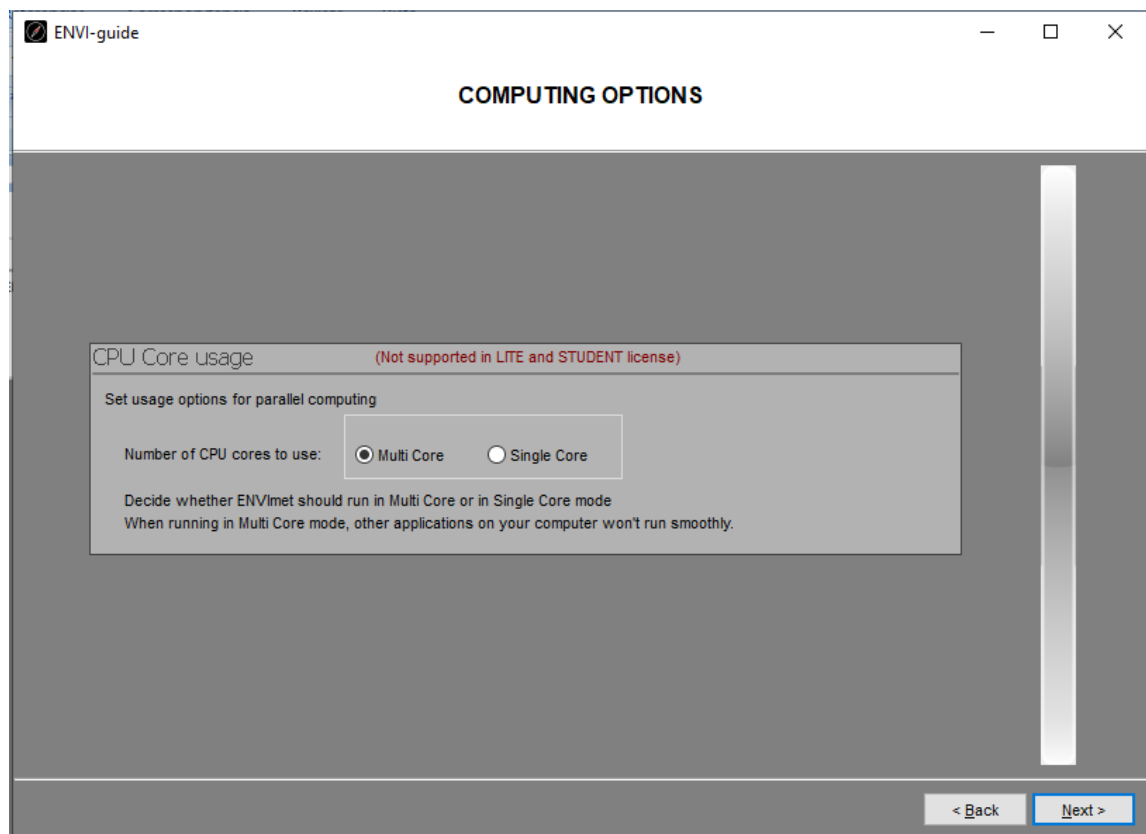 ENVI-guide
COMPUTING OPTIONS
CPU Core usage (Not supported in LITE and STUDENT license)
Set usage options for parallel computing
Number of CPU cores to use: Multi Core Single Core
Decide whether ENVImet should run in Multi Core or in Single Core mode
When running in Multi Core mode, other applications on your computer won't run smoothly.
< Back Next >